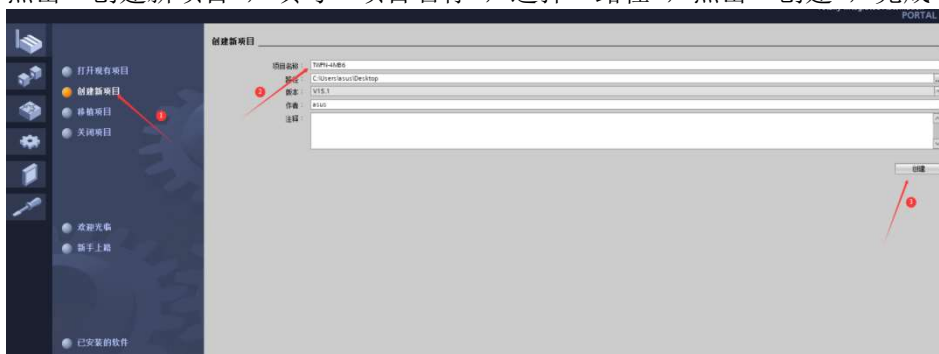 点击"创建新项目"，填写"项目名称"，选择"路径"，点击"创建"，完成
PORTAL
创建新项目
打开现有项目
创建新项目
移植项目
关闭项目
欢迎光临
新手上路
已安装的软件
项目名称：
路径： C:\Users\asus\Desktop
版本： V15.1
作者： asus
注释：
创建
1
2
3